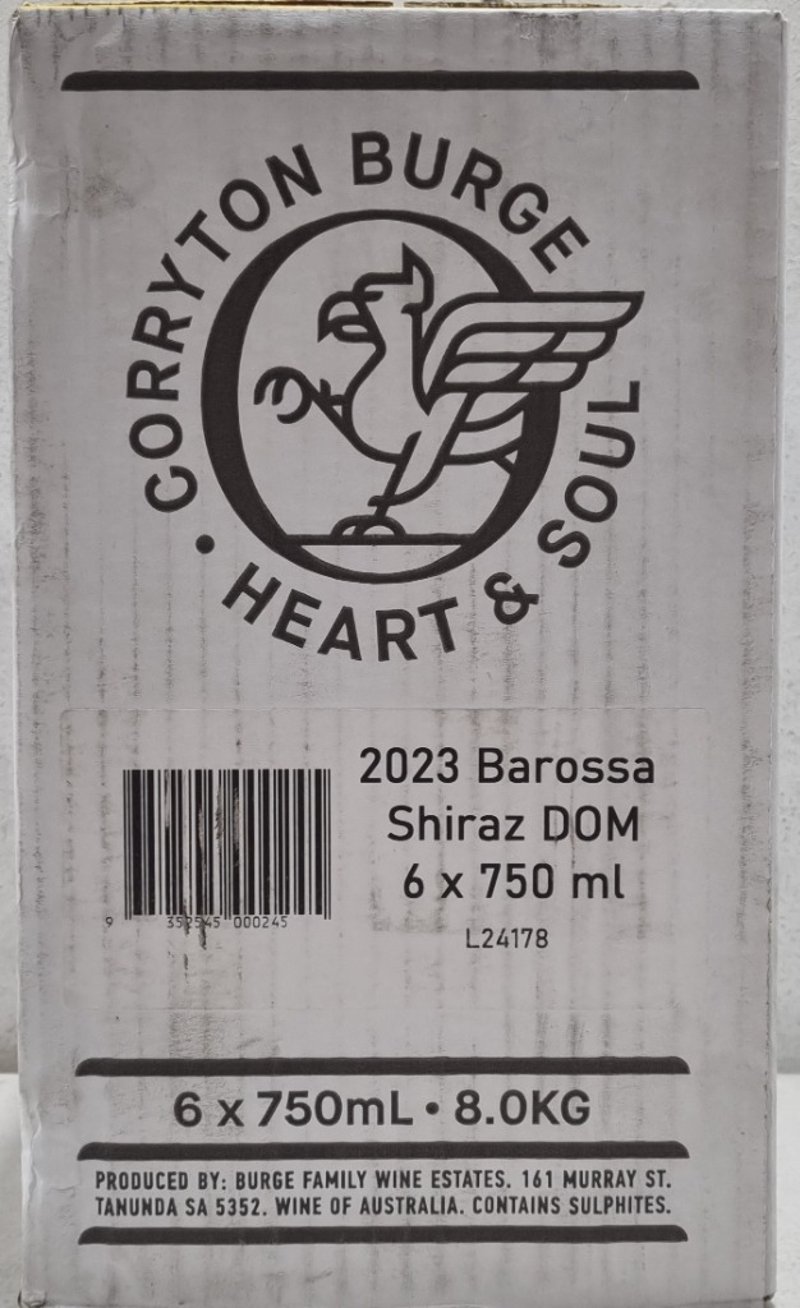 CORRYTON BURGE
• HEART & SOUL
2023 Barossa
Shiraz DOM
6 x 750 ml
L24178
9 352545 000245
6 x 750mL • 8.0KG
PRODUCED BY: BURGE FAMILY WINE ESTATES. 161 MURRAY ST.
TANUNDA SA 5352. WINE OF AUSTRALIA. CONTAINS SULPHITES.